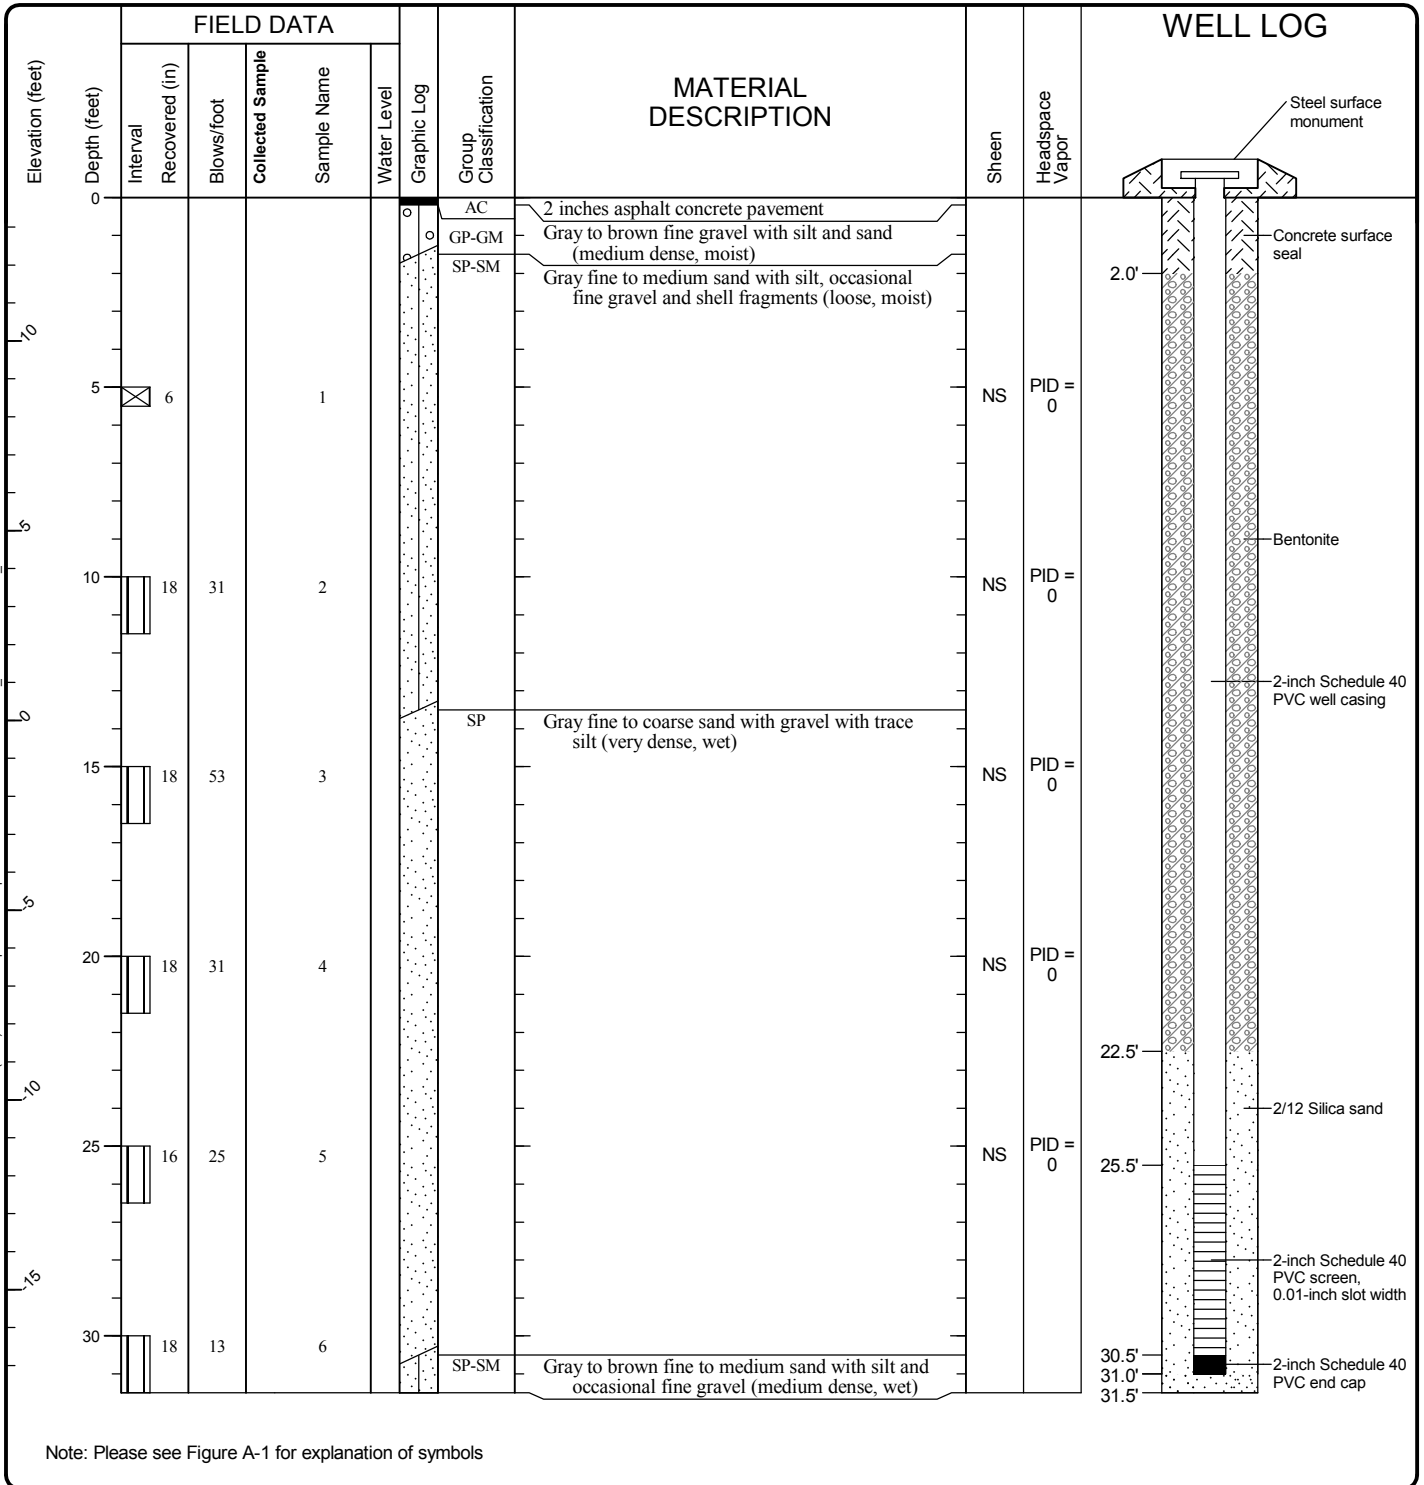 FIELD DATA
WELL LOG
Elevation (feet)
Depth (feet)
Interval
Recovered (in)
Blows/foot
Collected Sample
Sample Name
Water Level
Graphic Log
Group
Classification
MATERIAL
DESCRIPTION
Sheen
Headspace
Vapor
Steel surface
monument
0
AC
2 inches asphalt concrete pavement
GP-GM
Gray to brown fine gravel with silt and sand
(medium dense, moist)
Concrete surface
seal
SP-SM
Gray fine to medium sand with silt, occasional
fine gravel and shell fragments (loose, moist)
2.0'
10
5
6
1
NS
PID =
0
5
Bentonite
10
18
31
2
NS
PID =
0
2-inch Schedule 40
PVC well casing
0
SP
Gray fine to coarse sand with gravel with trace
silt (very dense, wet)
15
18
53
3
NS
PID =
0
-5
20
18
31
4
NS
PID =
0
22.5'
-10
2/12 Silica sand
25
16
25
5
NS
PID =
0
25.5'
-15
2-inch Schedule 40
PVC screen,
0.01-inch slot width
30
18
13
6
30.5'
SP-SM
Gray to brown fine to medium sand with silt and
occasional fine gravel (medium dense, wet)
31.0'
2-inch Schedule 40
PVC end cap
31.5'
Note: Please see Figure A-1 for explanation of symbols